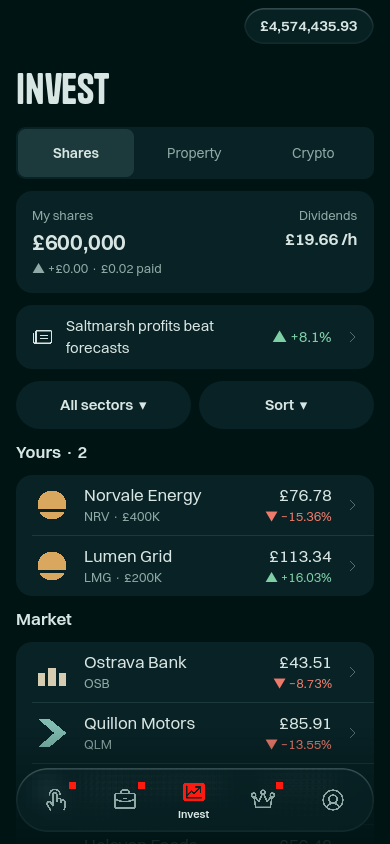 £4,574,435.93
INVEST
Shares Property Crypto
My shares Dividends
£600,000 £19.66 /h
▲ +£0.00 · £0.02 paid
Saltmarsh profits beat
forecasts
▲ +8.1%
All sectors ▾ Sort ▾
Yours · 2
Norvale Energy £76.78
NRV · £400K ▼ −15.36%
Lumen Grid £113.34
LMG · £200K ▲ +16.03%
Market
Ostrava Bank £43.51
OSB ▼ −8.73%
Quillon Motors £85.91
QLM ▼ −13.55%
Invest